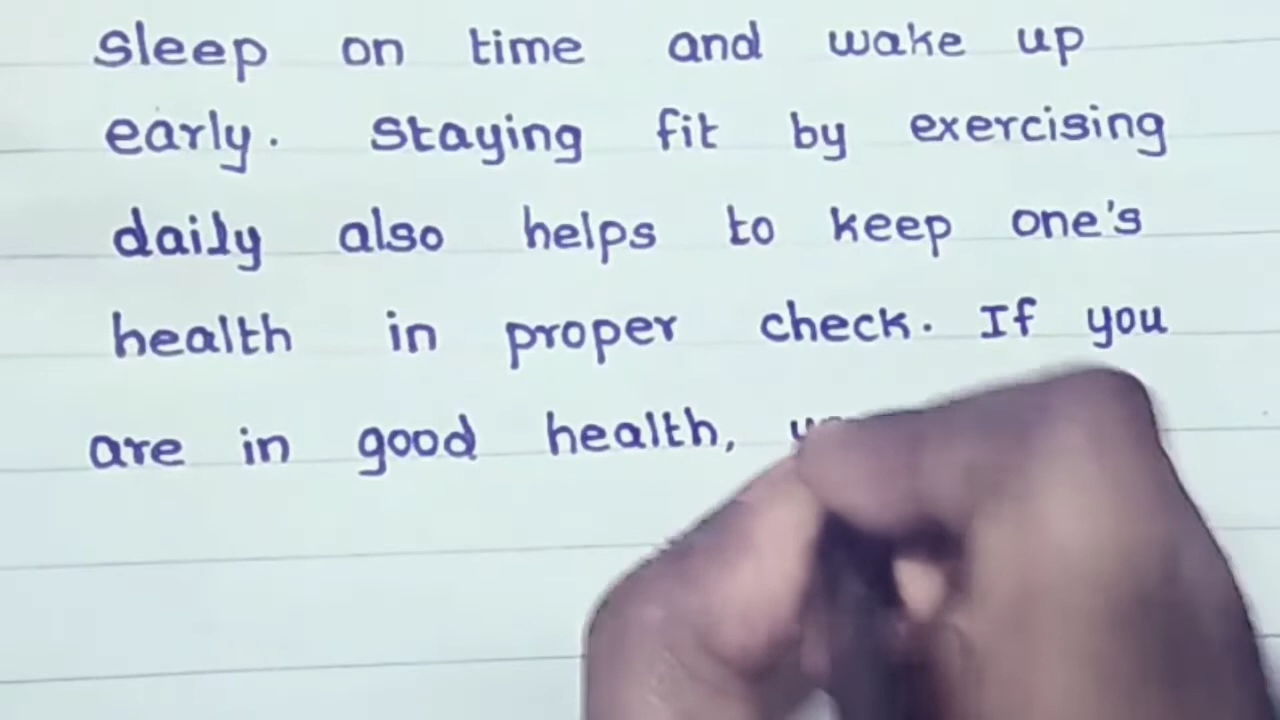 Sleep on time and wake up
early. Staying fit by exercising
daily also helps to keep one's
health in proper check. If you
are in good health,